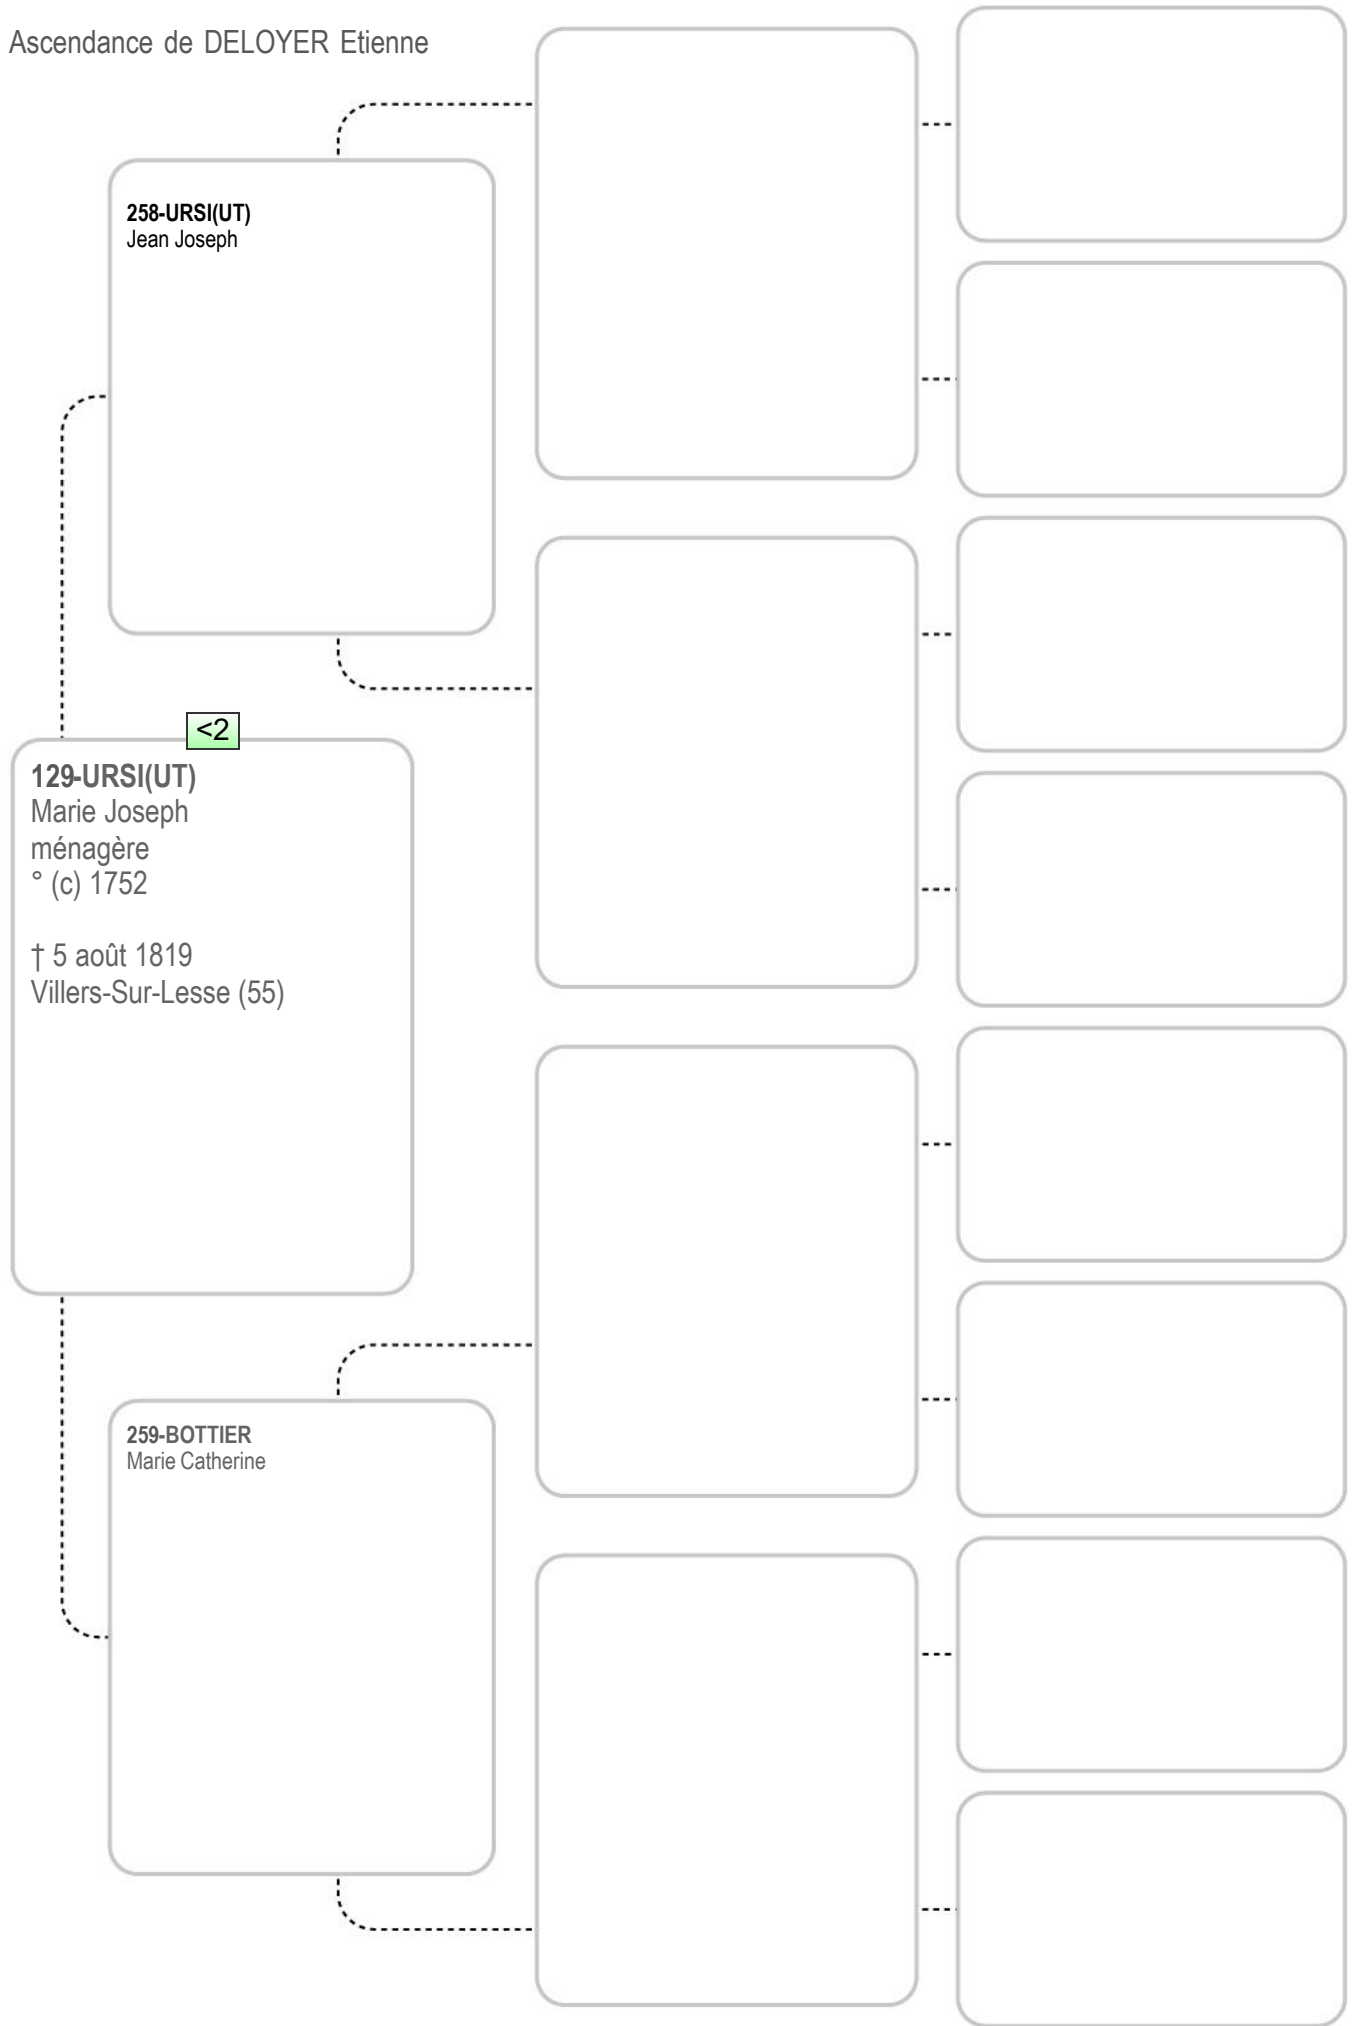 Ascendance de DELOYER Etienne
258-URSI(UT)
Jean Joseph
<2
129-URSI(UT)
Marie Joseph
ménagère
° (c) 1752
† 5 août 1819
Villers-Sur-Lesse (55)
259-BOTTIER
Marie Catherine